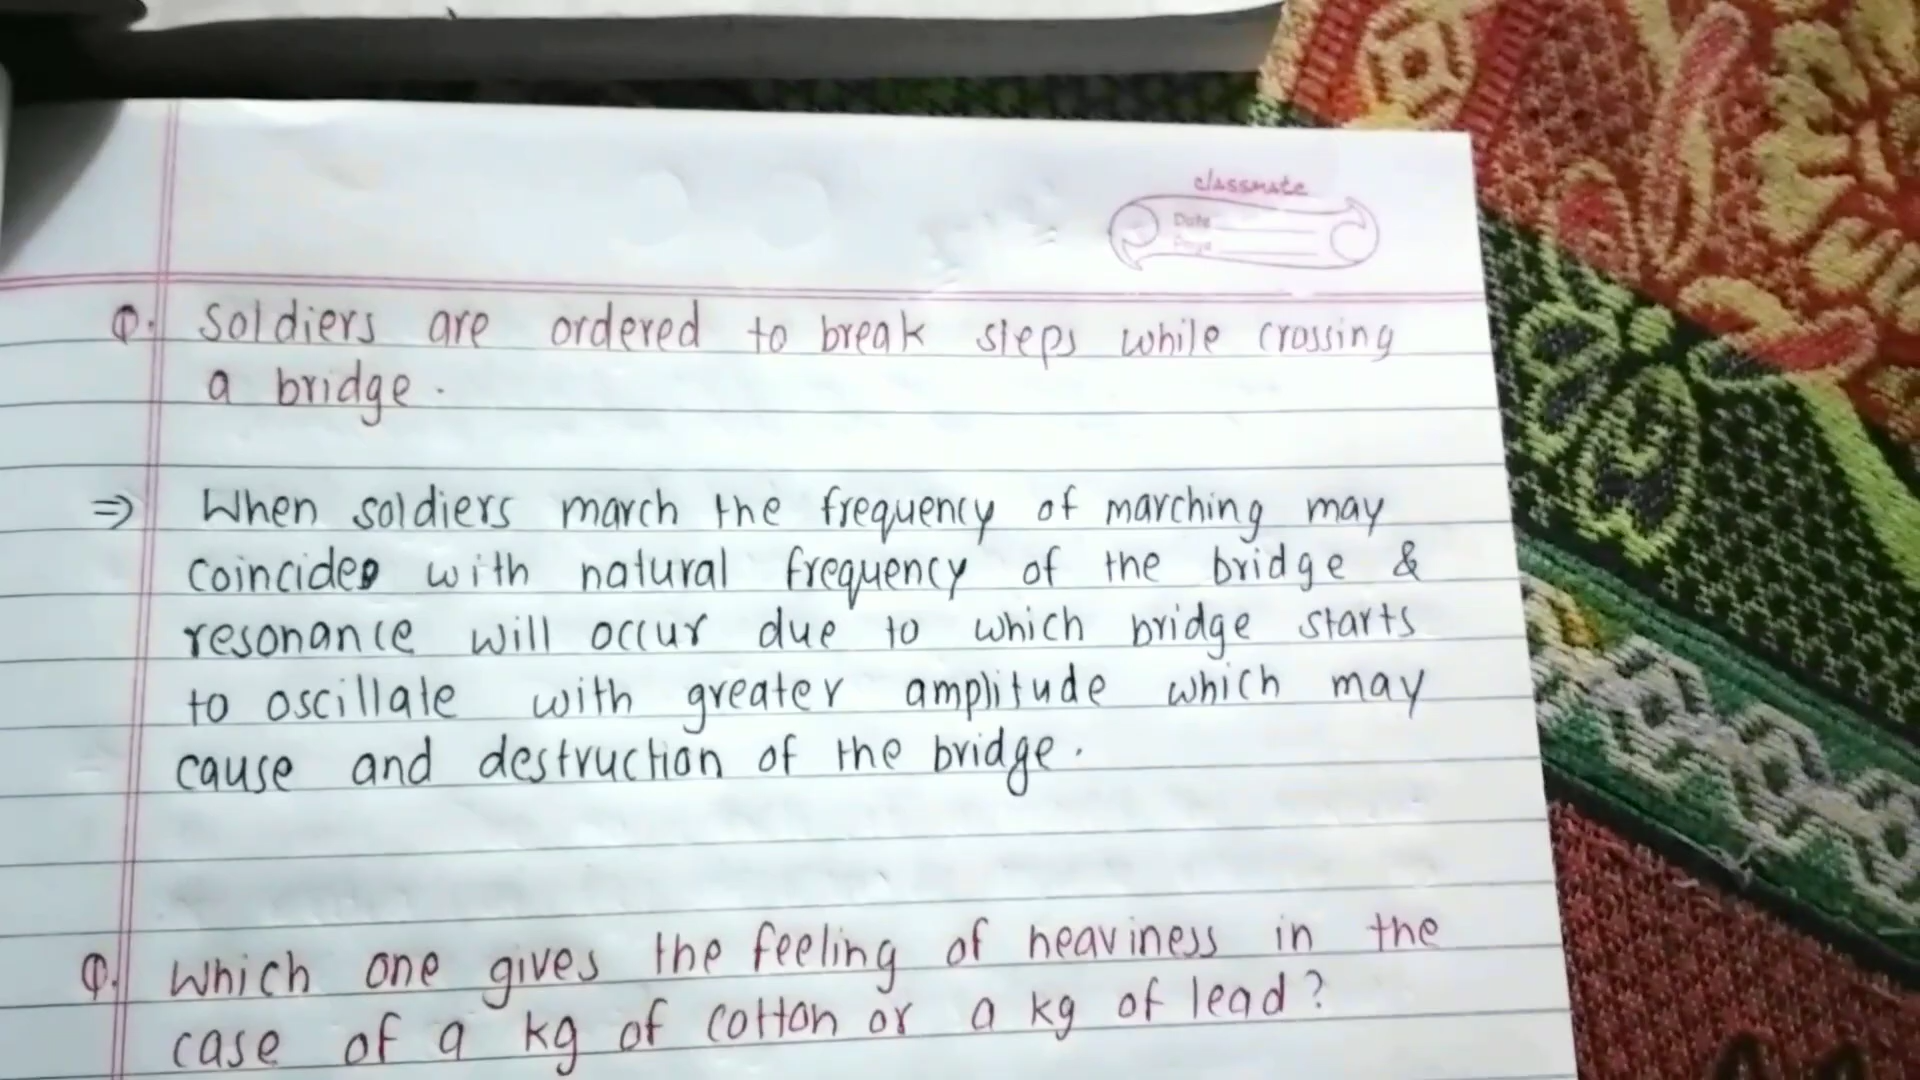 classmate
Date
Page
Q. Soldiers are ordered to break steps while crossing
a bridge.
⇒ When soldiers march the frequency of marching may
coincides with natural frequency of the bridge &
resonance will occur due to which bridge starts
to oscillate with greater amplitude which may
cause and destruction of the bridge.
Q. Which one gives the feeling of heaviness in the
case of a kg of cotton or a kg of lead?